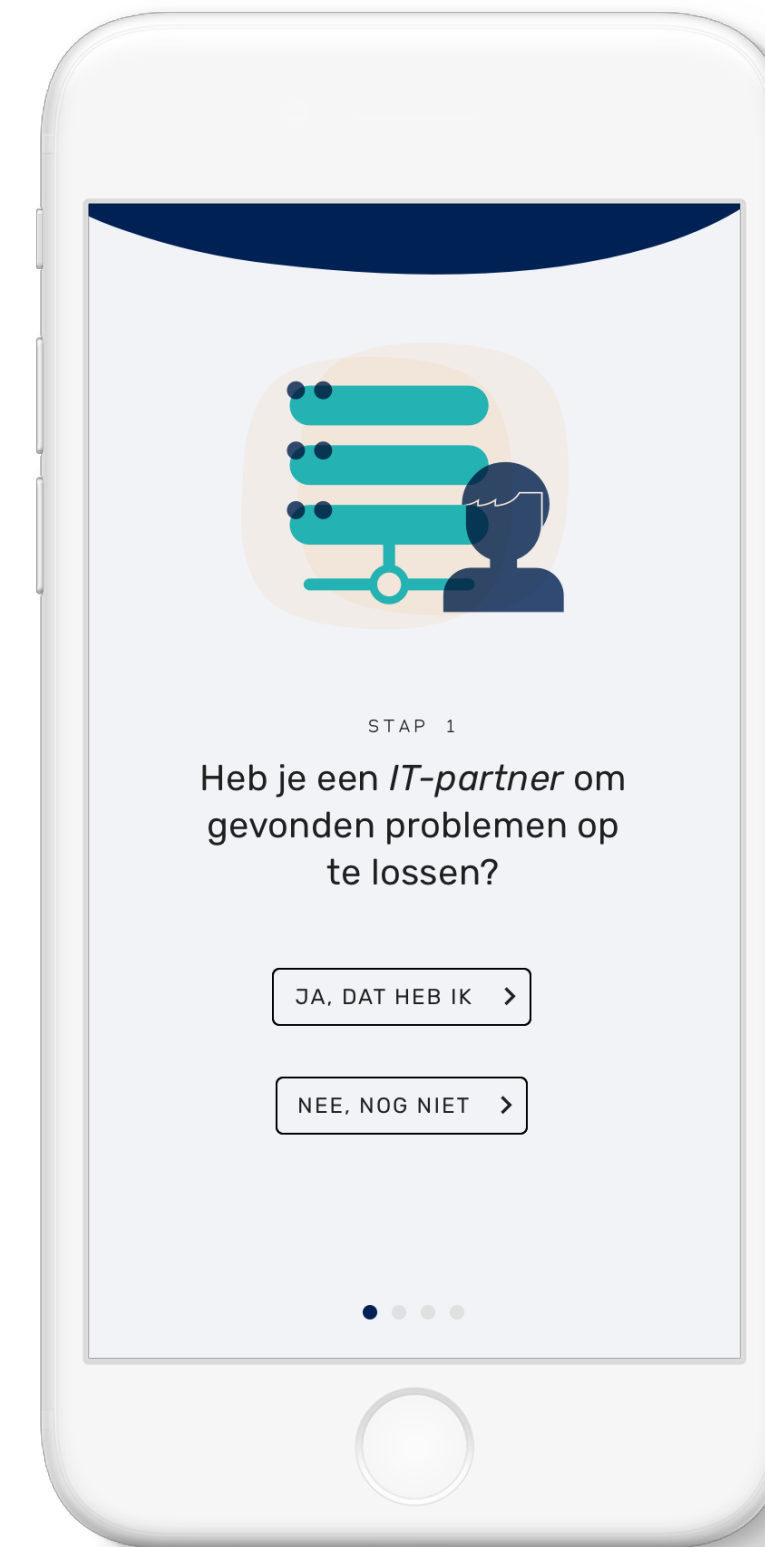 STAP 1
Heb je een IT-partner om
gevonden problemen op
te lossen?
JA, DAT HEB IK
NEE, NOG NIET